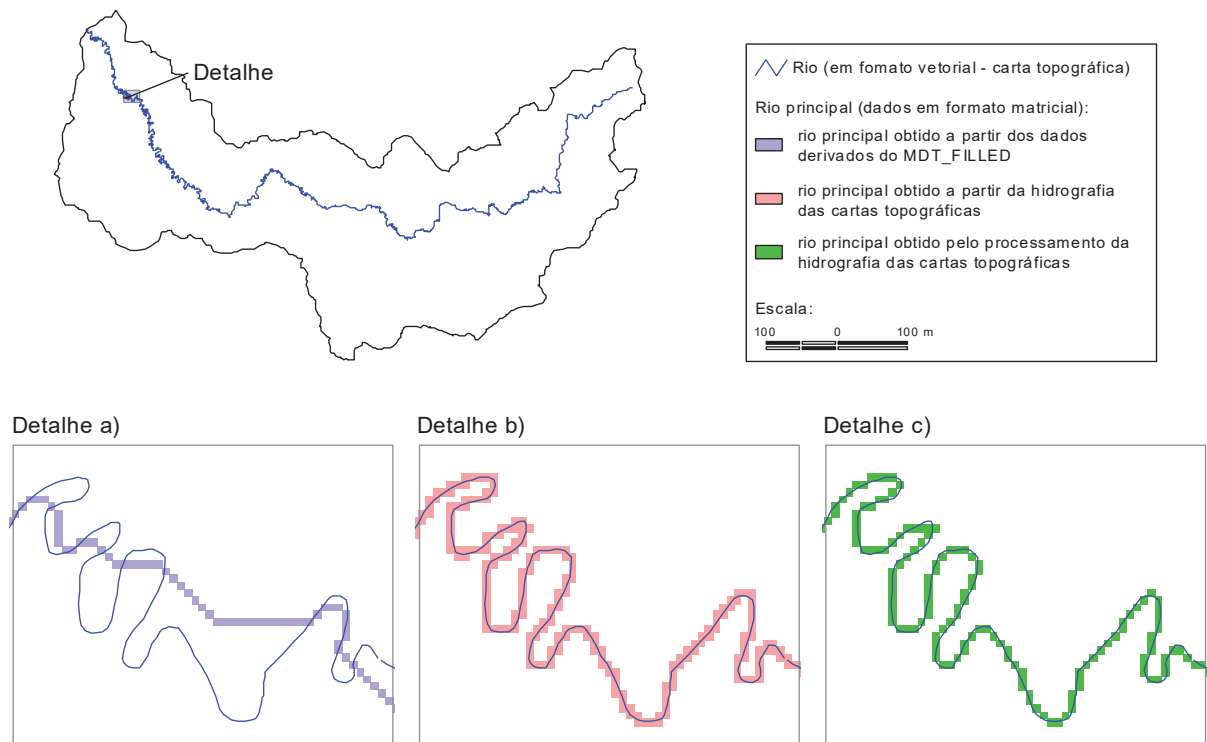 Detalhe
Rio (em fomato vetorial - carta topográfica)
Rio principal (dados em formato matricial):
rio principal obtido a partir dos dados
derivados do MDT_FILLED
rio principal obtido a partir da hidrografia
das cartas topográficas
rio principal obtido pelo processamento da
hidrografia das cartas topográficas
Escala:
100 0 100 m
Detalhe a)
Detalhe b)
Detalhe c)